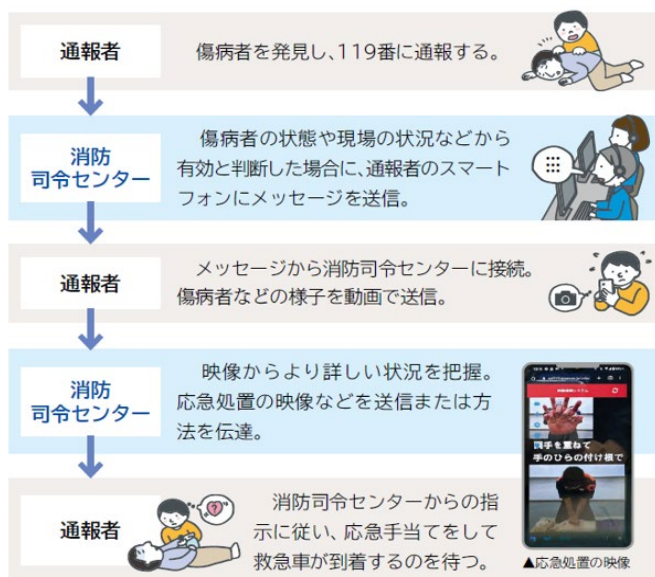 通報者
傷病者を発見し、119番に通報する。
消防
司令センター
傷病者の状態や現場の状況などから
有効と判断した場合に、通報者のスマート
フォンにメッセージを送信。
通報者
メッセージから消防司令センターに接続。
傷病者などの様子を動画で送信。
消防
司令センター
映像からより詳しい状況を把握。
応急処置の映像などを送信または方
法を伝達。
両手を重ねて
手のひらの付け根で
▲応急処置の映像
通報者
消防司令センターからの指
示に従い、応急手当てをして
救急車が到着するのを待つ。